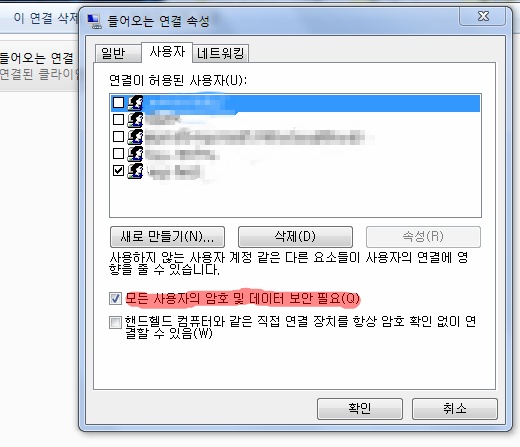 이 연결 삭제
들어오는 연결 속성
들어오는 연결
연결된 클라이언
일반
사용자
네트워킹
연결이 허용된 사용자(U):
새로 만들기(N)...
삭제(D)
속성(R)
사용하지 않는 사용자 계정 같은 다른 요소들이 사용자의 연결에 영
향을 줄 수 있습니다.
모든 사용자의 암호 및 데이터 보안 필요(O)
핸드헬드 컴퓨터와 같은 직접 연결 장치를 항상 암호 확인 없이 연
결할 수 있음(W)
확인
취소